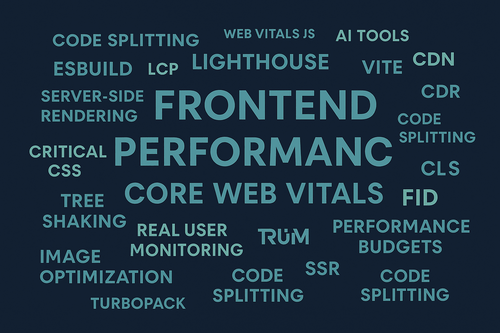 CODE SPLITTING
WEB VITALS JS
AI TOOLS
ESBUILD
LCP
LIGHTHOUSE
VITE
CDN
SERVER-SIDE
RENDERING
FRONTEND
CDR
CODE
SPLITTING
CRITICAL
CSS
PERFORMANC
CLS
TREE
SHAKING
CORE WEB VITALS
FID
REAL USER
MONITORING
TRÜM
PERFORMANCE
BUDGETS
IMAGE
OPTIMIZATION
CODE
SPLITTING
SSR
CODE
SPLITTING
TURBOPACK